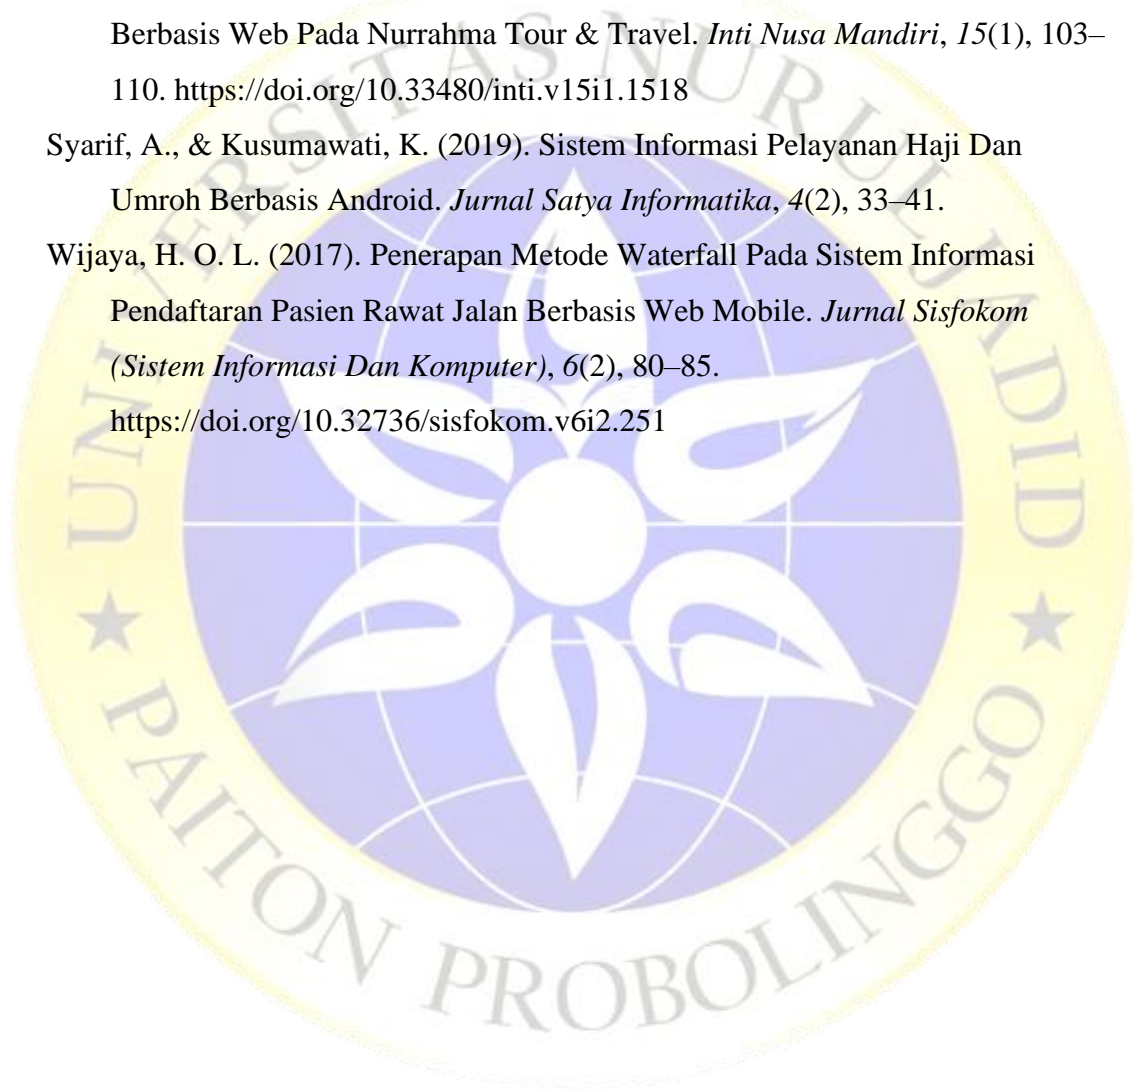 Berbasis Web Pada Nurrahma Tour & Travel. Inti Nusa Mandiri, 15(1), 103–
110. https://doi.org/10.33480/inti.v15i1.1518
Syarif, A., & Kusumawati, K. (2019). Sistem Informasi Pelayanan Haji Dan
Umroh Berbasis Android. Jurnal Satya Informatika, 4(2), 33–41.
Wijaya, H. O. L. (2017). Penerapan Metode Waterfall Pada Sistem Informasi
Pendaftaran Pasien Rawat Jalan Berbasis Web Mobile. Jurnal Sisfokom
(Sistem Informasi Dan Komputer), 6(2), 80–85.
https://doi.org/10.32736/sisfokom.v6i2.251
UNIVERSITAS NURUL JADID
PAITON PROBOLINGGO